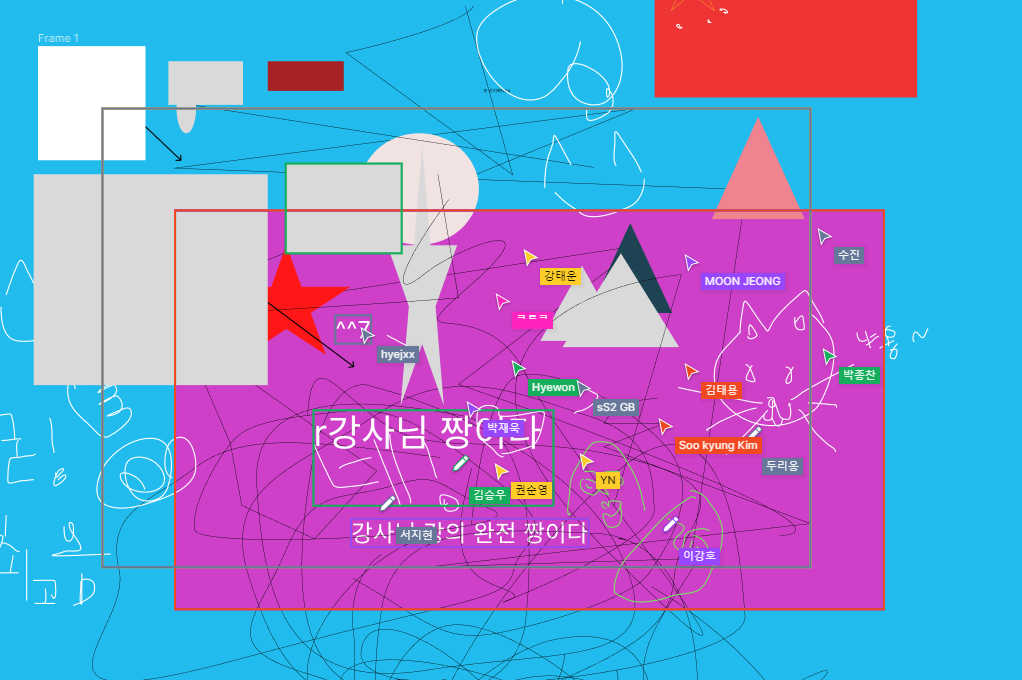 Frame 1
수진
강태운
MOON JEONG
ㅋㄹㅋ
^^7
hyejxx
박종찬
Hyewon
김태용
sS2 GB
r강사님 짱이다
박재욱
Soo kyung Kim
두리웅
YN
권순영
김승우
강사님 강의 완전 짱이다
서지현
이강호